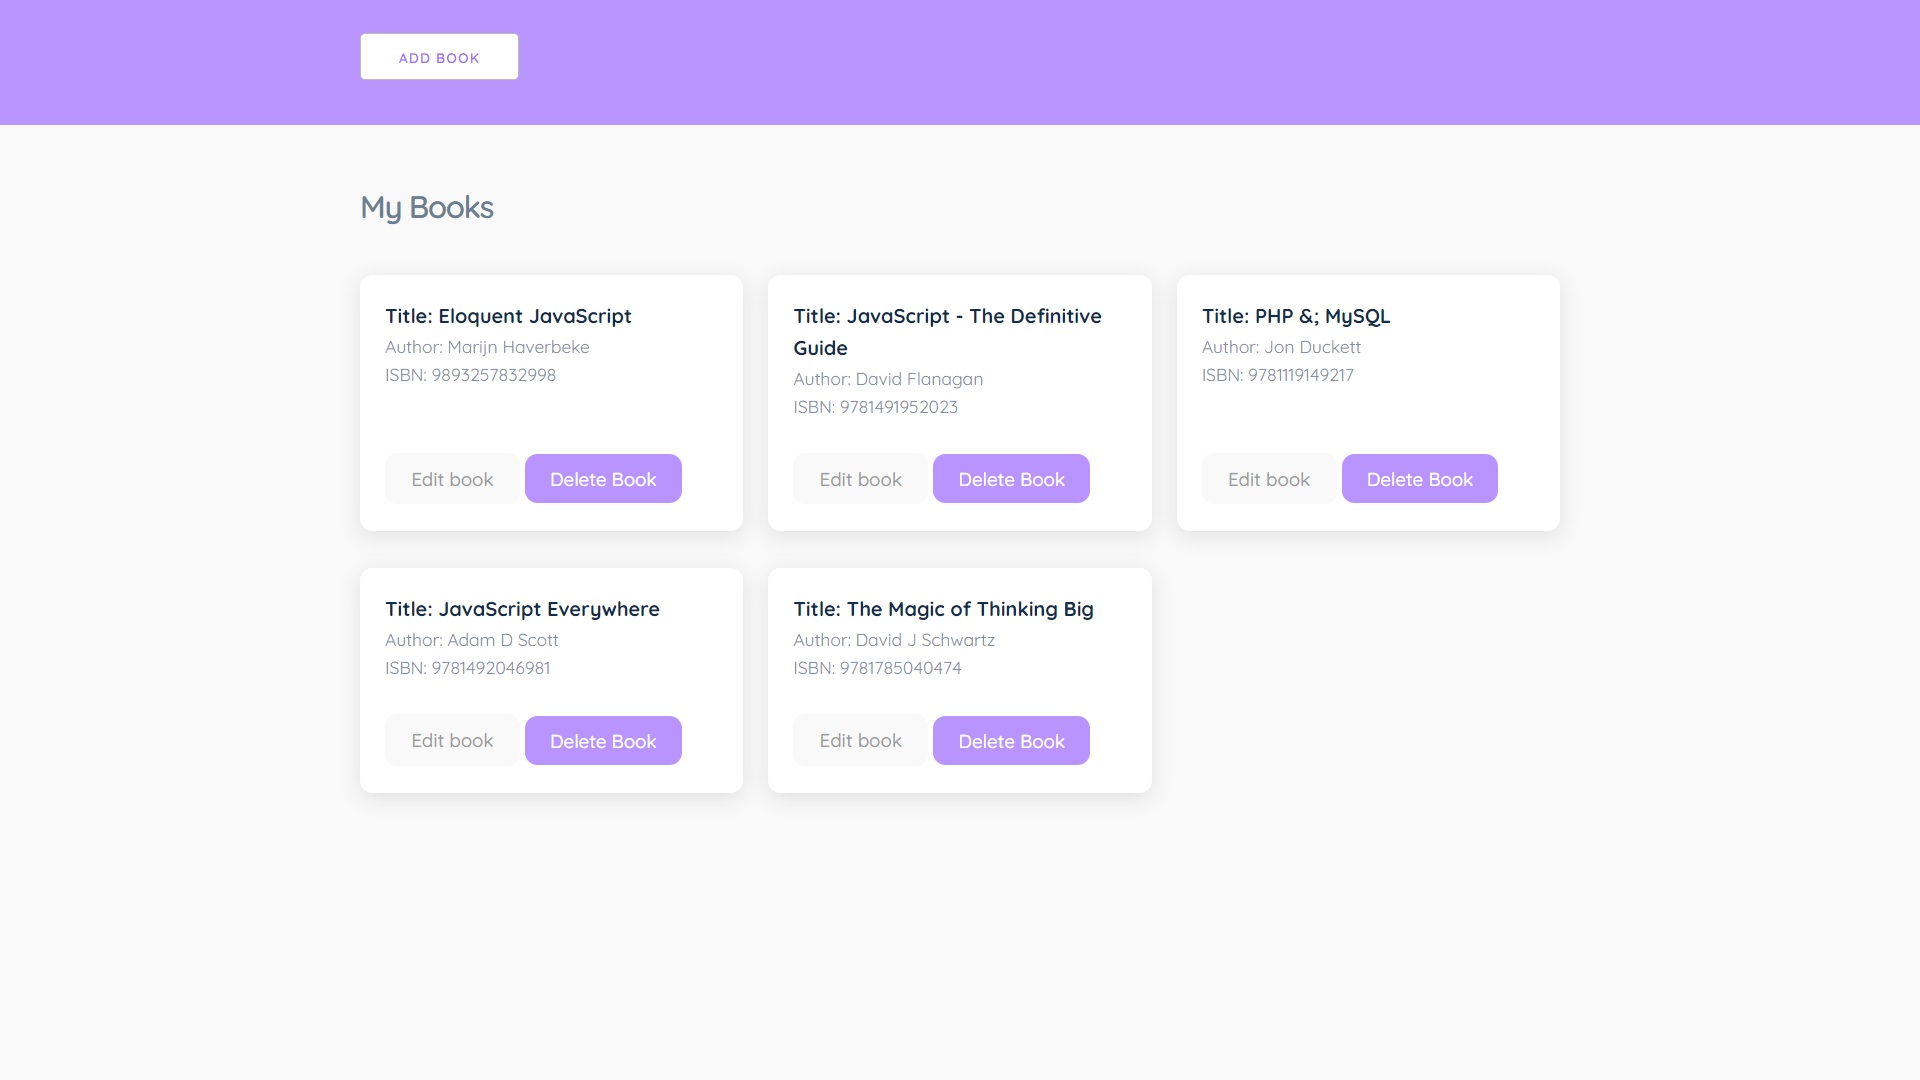 ADD BOOK
My Books
Title: Eloquent JavaScript
Author: Marijn Haverbeke
ISBN: 9893257832998
Edit book
Delete Book
Title: JavaScript - The Definitive
Guide
Author: David Flanagan
ISBN: 9781491952023
Edit book
Delete Book
Title: PHP &; MySQL
Author: Jon Duckett
ISBN: 9781119149217
Edit book
Delete Book
Title: JavaScript Everywhere
Author: Adam D Scott
ISBN: 9781492046981
Edit book
Delete Book
Title: The Magic of Thinking Big
Author: David J Schwartz
ISBN: 9781785040474
Edit book
Delete Book